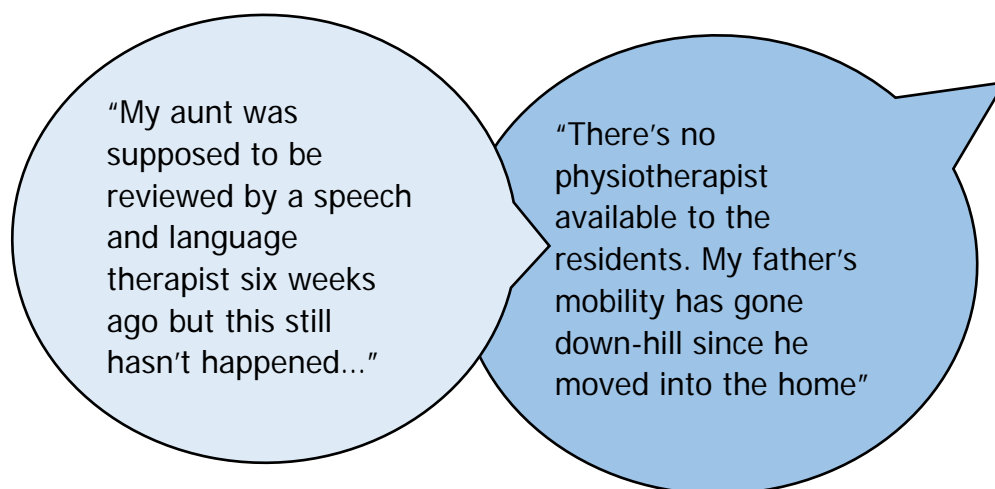 “My aunt was
supposed to be
reviewed by a speech
and language
therapist six weeks
ago but this still
hasn't happened...”
“There’s no
physiotherapist
available to the
residents. My father’s
mobility has gone
down-hill since he
moved into the home”